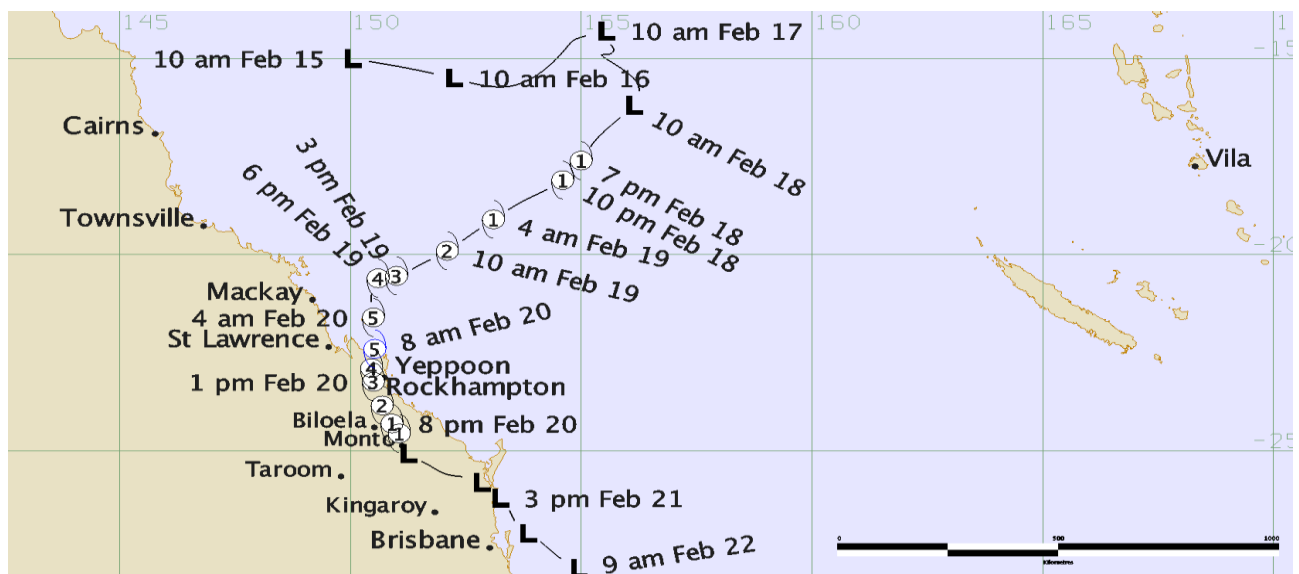 145
150
155
160
165
1
10 am Feb 17
-15
10 am Feb 15
10 am Feb 16
Cairns
10 am Feb 18
Vila
3 pm Feb 19
6 pm Feb 19
1
1
7 pm Feb 18
10 pm Feb 18
Townsville
1
4 am Feb 19
2
10 am Feb 19
-20
4
3
Mackay
4 am Feb 20
5
8 am Feb 20
St Lawrence
5
4
Yeppoon
1 pm Feb 20
3
Rockhampton
2
Biloela
1
8 pm Feb 20
Monto
1
-25
L
L
L
L
L
L
L
L
L
Taroom
3 pm Feb 21
Kingaroy
Brisbane
9 am Feb 22
0
500
1000
Kilometres